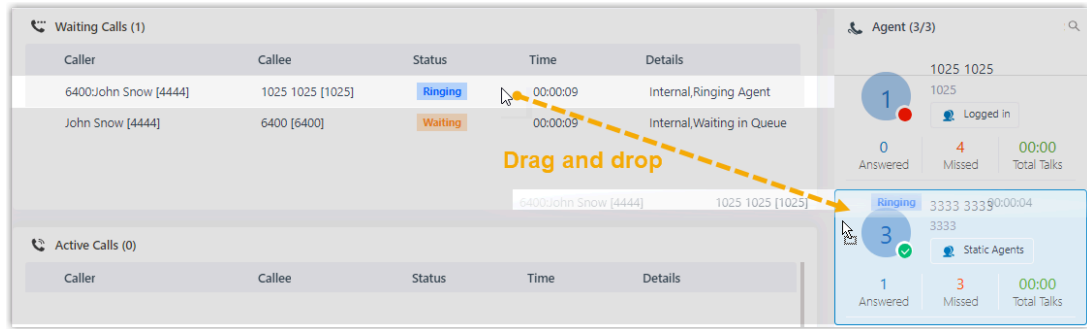 Waiting Calls (1)
Caller Callee Status Time Details
6400:John Snow [4444] 1025 1025 [1025] Ringing 00:00:09 Internal,Ringing Agent
John Snow [4444] 6400 [6400] Waiting 00:00:09 Internal,Waiting in Queue
Drag and drop
6400:John Snow [4444] 1025 1025 [1025] Ringing 00:00:04
Active Calls (0)
Caller Callee Status Time Details
Agent (3/3)
1025 1025
1
1025
Logged in
0 4 00:00
Answered Missed Total Talks
3333 3333
3
3333
Static Agents
1 3 00:00
Answered Missed Total Talks